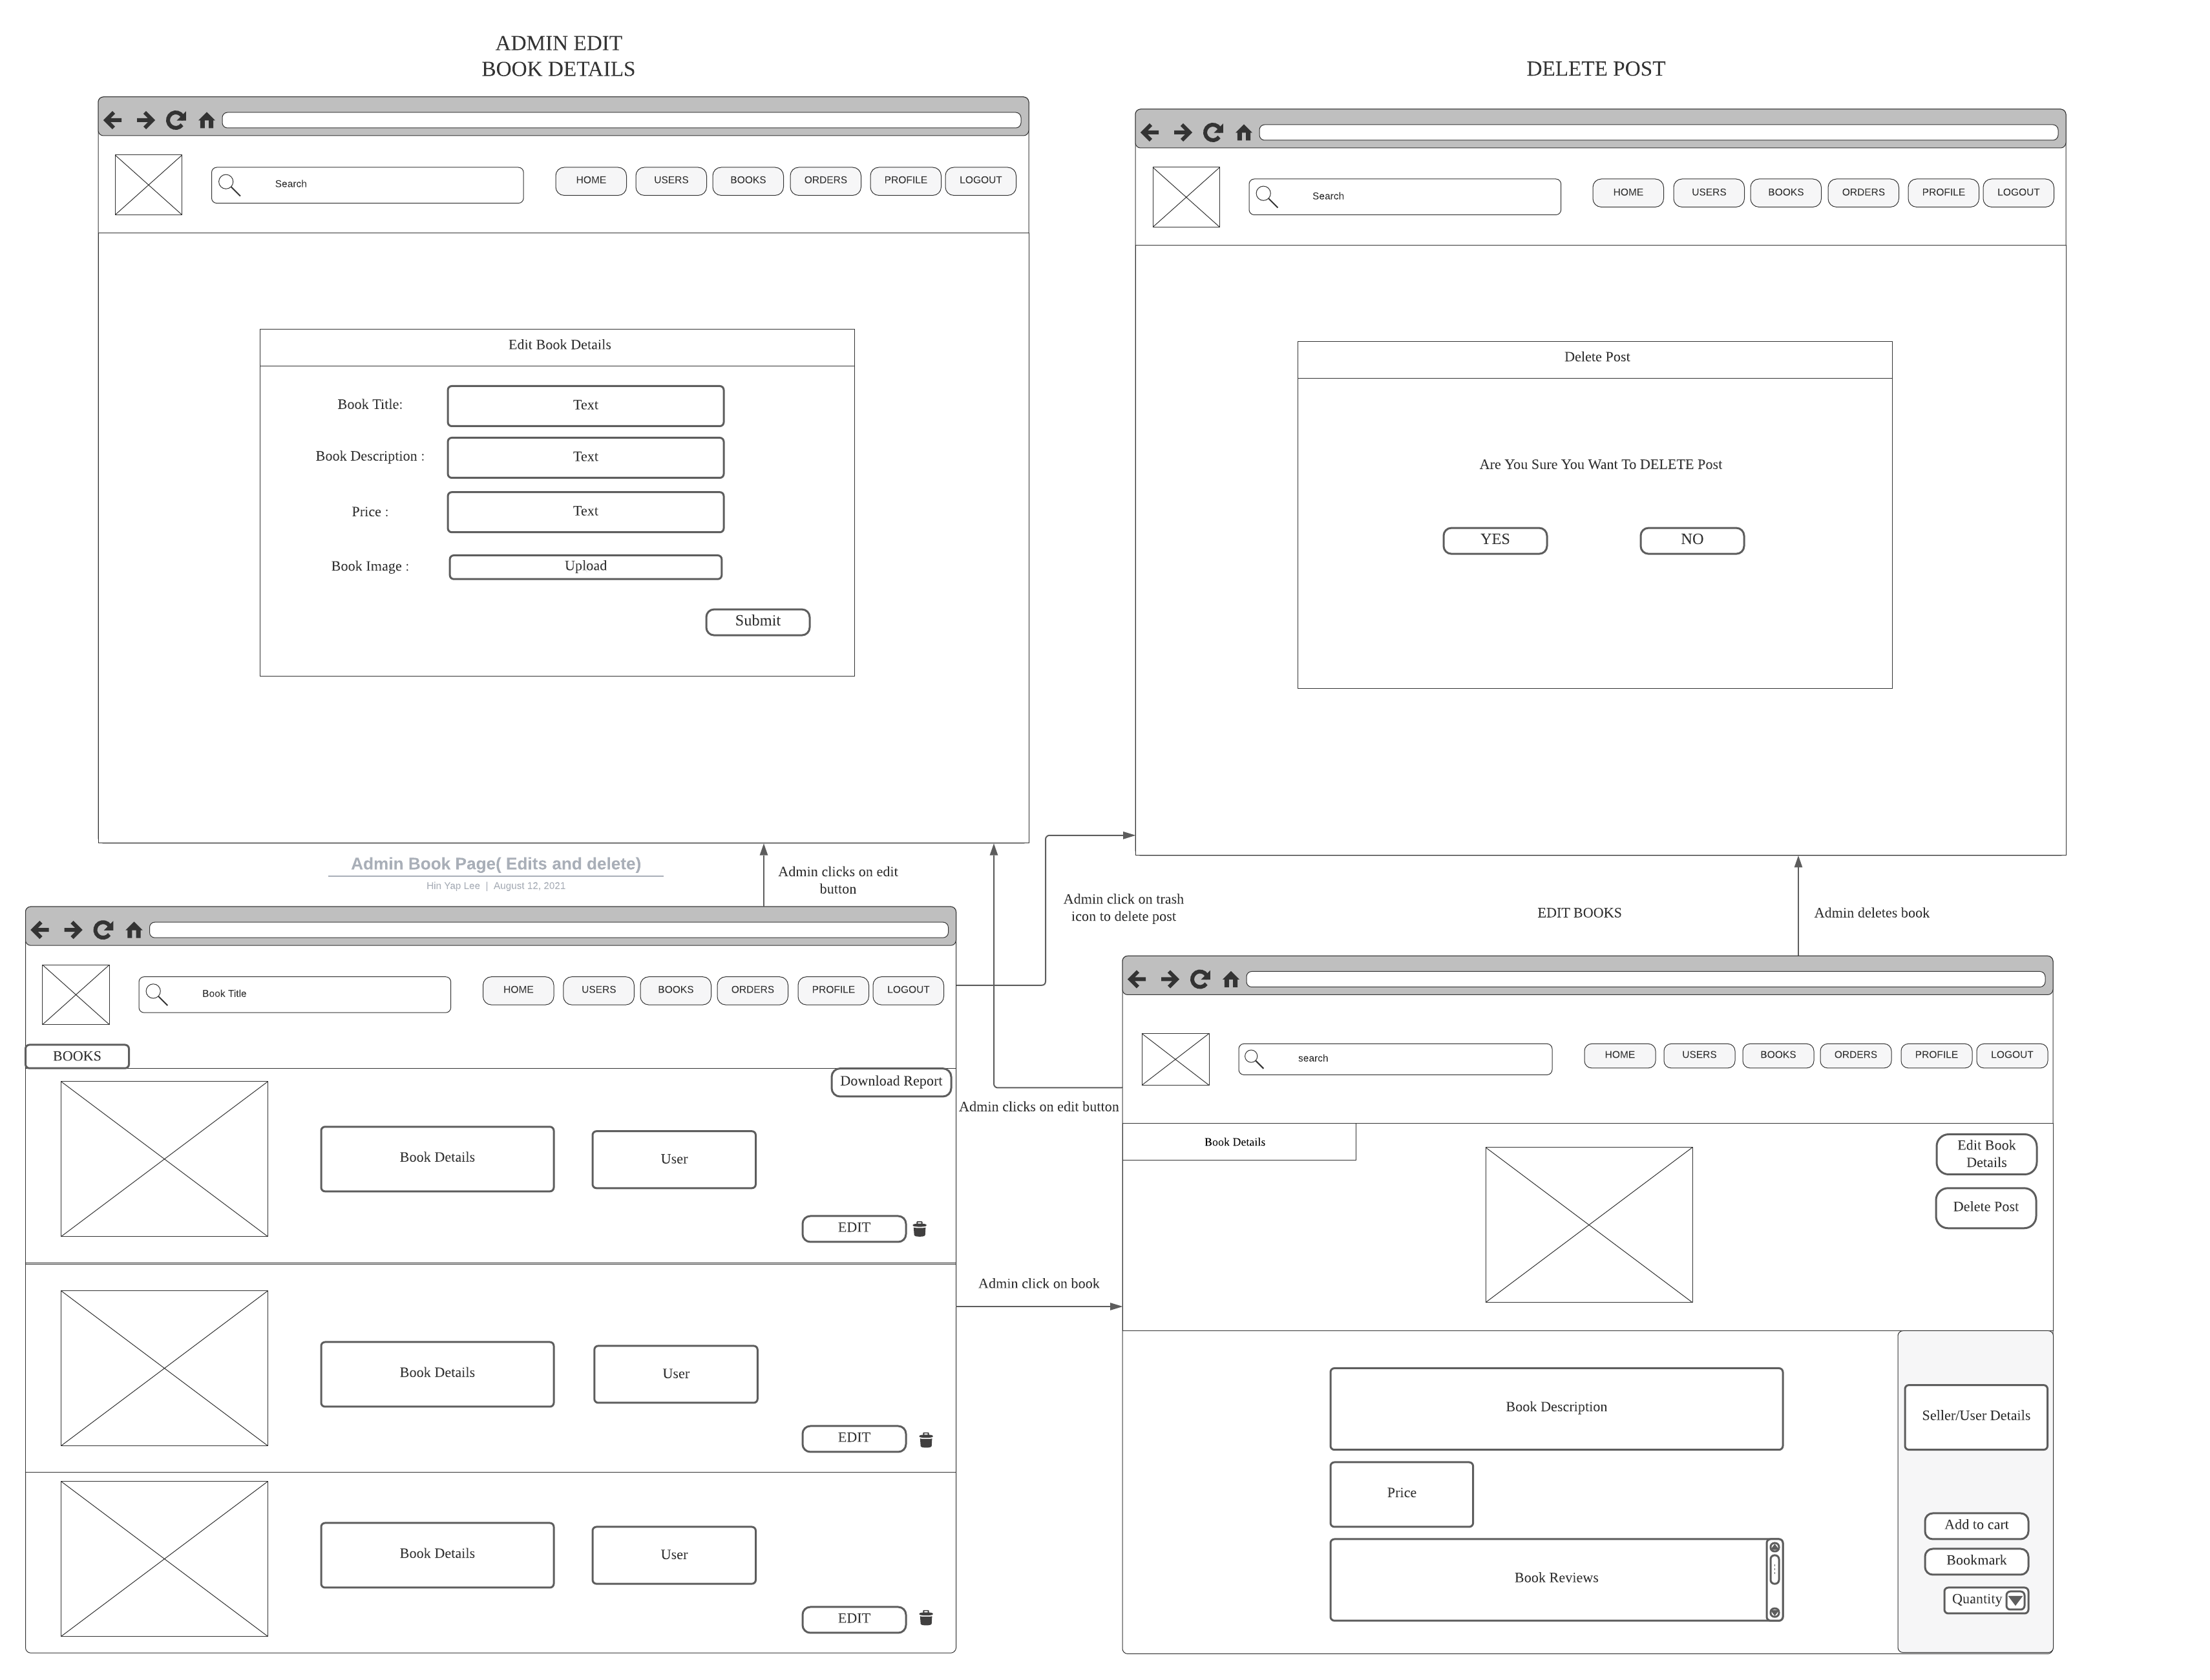 ADMIN EDIT
BOOK DETAILS
Search
HOME
USERS
BOOKS
ORDERS
PROFILE
LOGOUT
Edit Book Details
Book Title:
Text
Book Description :
Text
Price :
Text
Book Image :
Upload
Submit
DELETE POST
Search
HOME
USERS
BOOKS
ORDERS
PROFILE
LOGOUT
Delete Post
Are You Sure You Want To DELETE Post
YES
NO
Admin Book Page( Edits and delete)
Hin Yap Lee | August 12, 2021
Admin clicks on edit
button
Admin click on trash
icon to delete post
EDIT BOOKS
Admin deletes book
Book Title
HOME
USERS
BOOKS
ORDERS
PROFILE
LOGOUT
BOOKS
Download Report
Book Details
User
EDIT
Book Details
User
EDIT
Book Details
User
EDIT
Admin clicks on edit button
Admin click on book
search
HOME
USERS
BOOKS
ORDERS
PROFILE
LOGOUT
Book Details
Edit Book
Details
Delete Post
Book Description
Seller/User Details
Price
Add to cart
Bookmark
Book Reviews
Quantity